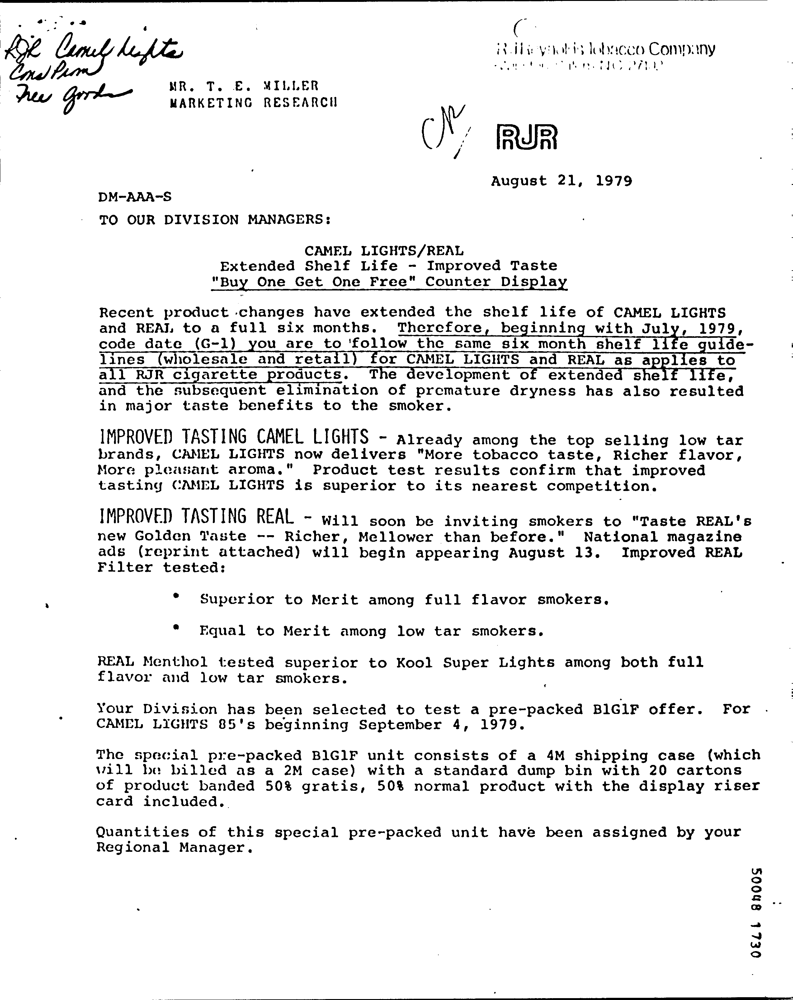 RJR Camel Lights
Cons Prom
Free goods
Company
MR. T. E. MILLER
MARKETING RESEARCH
RJR
August 21, 1979
DM-AAA-S
TO OUR DIVISION MANAGERS:
CAMEL LIGHTS/REAL
Extended Shelf Life - Improved Taste
"Buy One Get One Free" Counter Display
Recent product changes have extended the shelf life of CAMEL LIGHTS
and REAL to a full six months. Therefore, beginning with July, 1979,
code date (G-1) you are to follow the same six month shelf life guide-
lines (wholesale and retail) for CAMEL LIGHTS and REAL as applies to
all RJR cigarette products. The development of extended shelf life,
and the subsequent elimination of premature dryness has also resulted
in major taste benefits to the smoker.
IMPROVED TASTING CAMEL LIGHTS - Already among the top selling low tar
brands, CAMEL LIGHTS now delivers "More tobacco taste, Richer flavor,
More pleasant aroma." Product test results confirm that improved
tasting CAMEL LIGHTS is superior to its nearest competition.
IMPROVED TASTING REAL - Will soon be inviting smokers to "Taste REAL's
new Golden Taste -- Richer, Mellower than before." National magazine
ads (reprint attached) will begin appearing August 13. Improved REAL
Filter tested:
* Superior to Merit among full flavor smokers.
* Equal to Merit among low tar smokers.
REAL Menthol tested superior to Kool Super Lights among both full
flavor and low tar smokers.
Your Division has been selected to test a pre-packed B1G1F offer. For
CAMEL LIGHTS 85's beginning September 4, 1979.
The special pre-packed B1G1F unit consists of a 4M shipping case (which
will be billed as a 2M case) with a standard dump bin with 20 cartons
of product banded 50% gratis, 50% normal product with the display riser
card included.
Quantities of this special pre-packed unit have been assigned by your
Regional Manager.
50048 1730